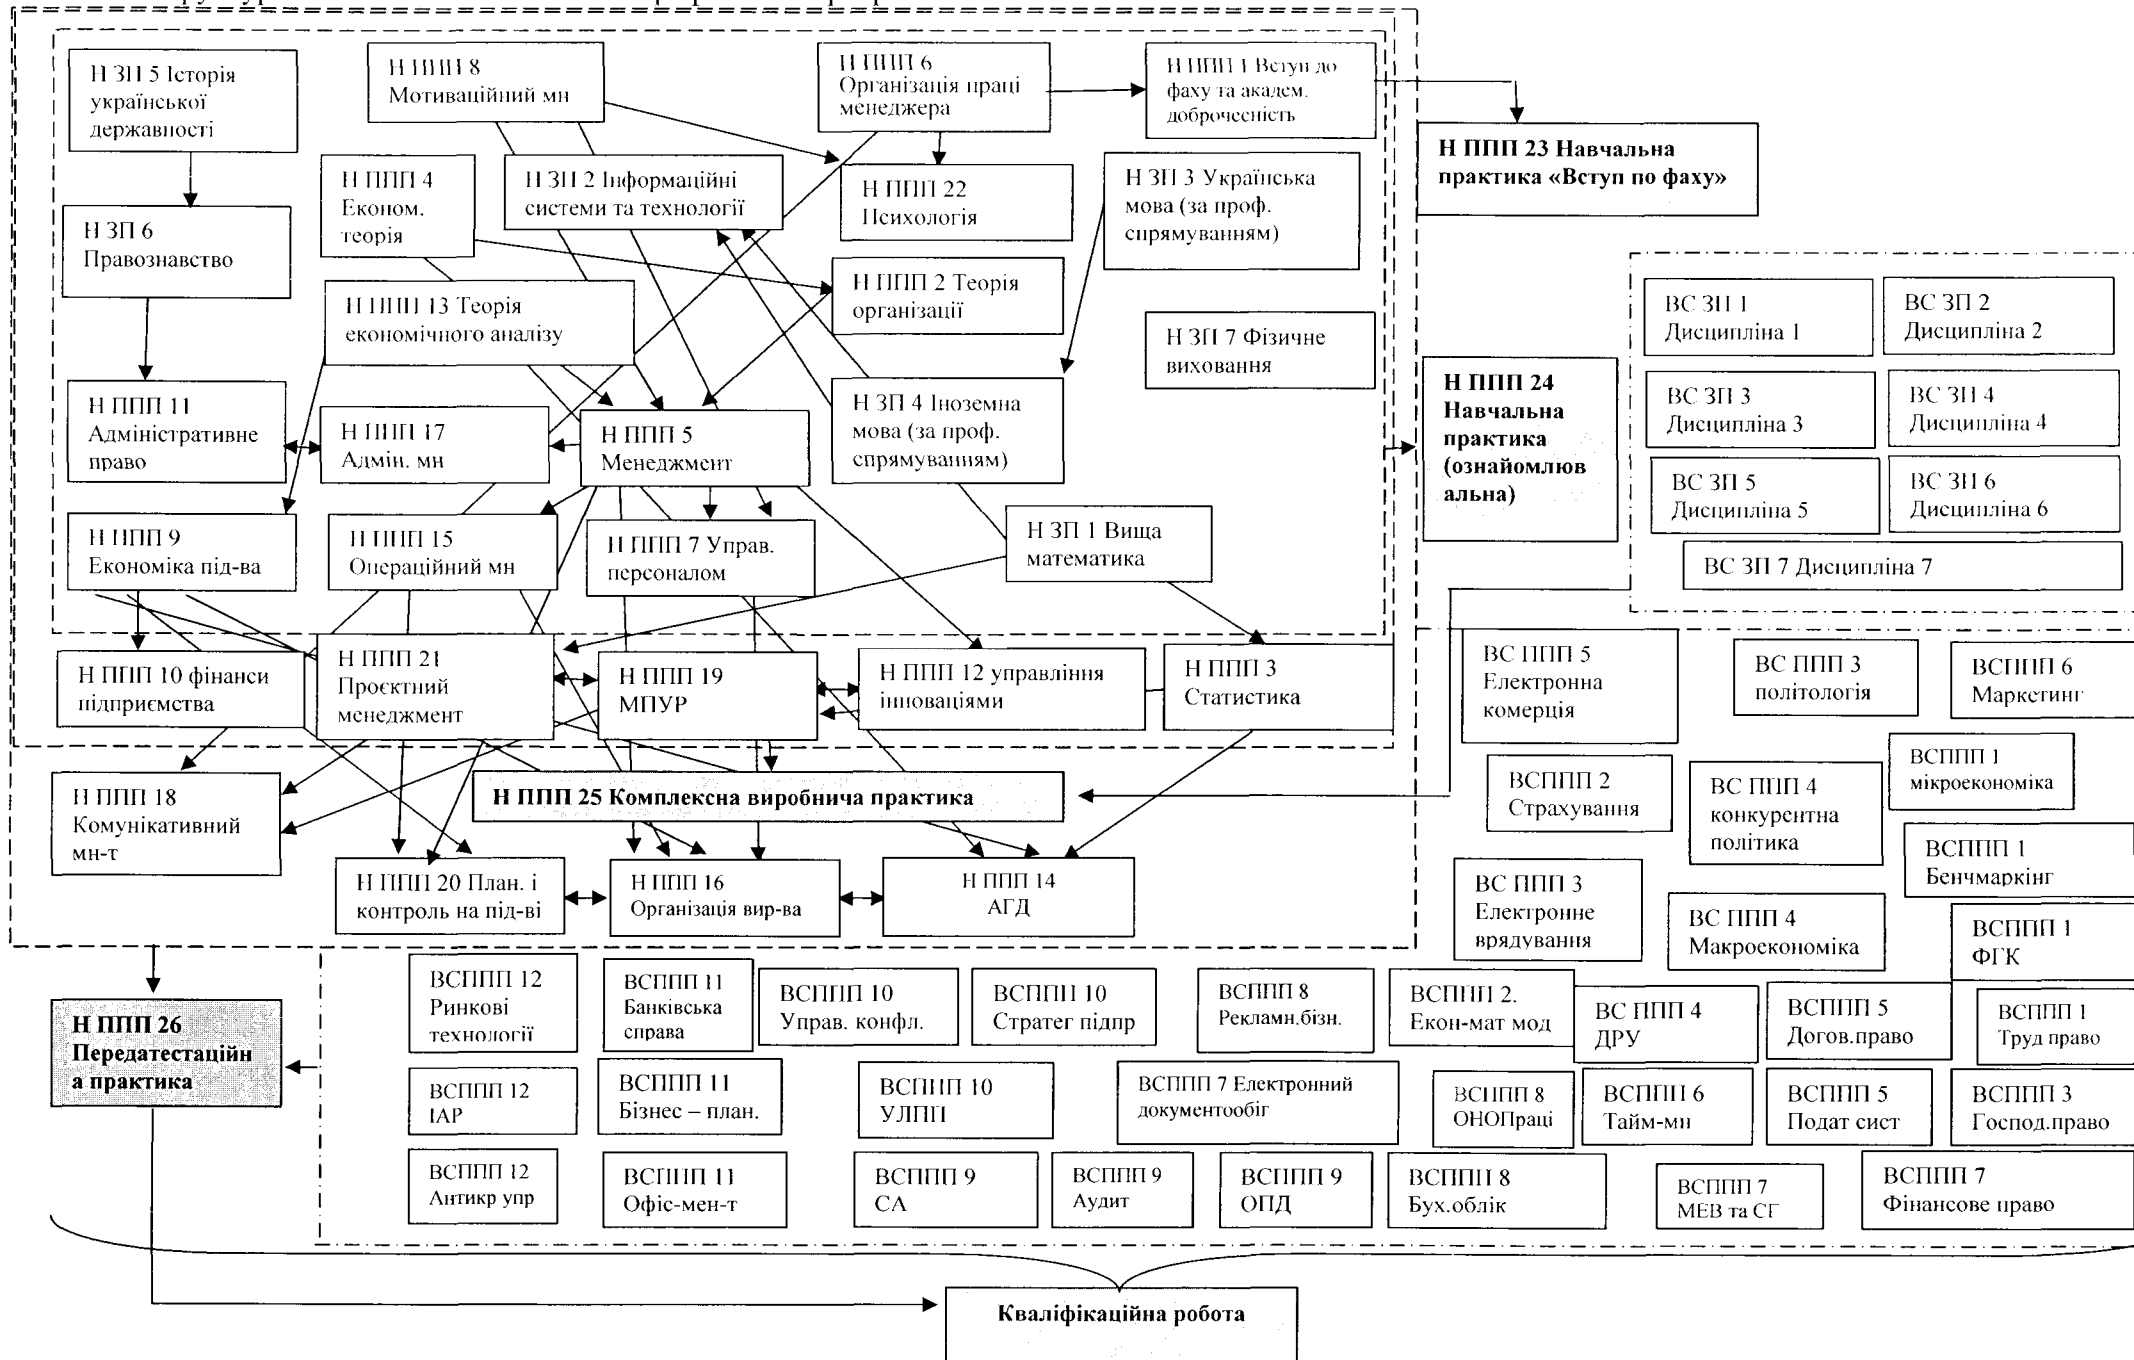 Н ЗП 5 Історія
української
державності
Н ППП 8
Мотиваційний мн
Н ППП 6
Організація праці
менеджера
Н ППП 1 Вступ до
фаху та академ.
доброчесність
Н ППП 23 Навчальна
практика «Вступ по фаху»
Н ППП 4
Економ.
теорія
Н ЗП 2 Інформаційні
системи та технології
Н ППП 22
Психологія
Н ЗП 3 Українська
мова (за проф.
спрямуванням)
Н ЗП 6
Правознавство
Н ППП 13 Теорія
економічного аналізу
Н ППП 2 Теорія
організації
Н ЗП 7 Фізичне
виховання
ВС ЗП 1
Дисципліна 1
ВС ЗП 2
Дисципліна 2
Н ППП 11
Адміністративне
право
Н ППП 17
Адмін. мн
Н ППП 5
Менеджмент
Н ЗП 4 Іноземна
мова (за проф.
спрямуванням)
Н ППП 24
Навчальна
практика
(ознайомлюв
альна)
ВС ЗП 3
Дисципліна 3
ВС ЗП 4
Дисципліна 4
ВС ЗП 5
Дисципліна 5
ВС ЗП 6
Дисципліна 6
ВС ЗП 7 Дисципліна 7
Н ППП 9
Економіка під-ва
Н ППП 15
Операційний мн
Н ППП 7 Управ.
персоналом
Н ЗП 1 Вища
математика
Н ППП 10 фінанси
підприємства
Н ППП 21
Проєктний
менеджмент
Н ППП 19
МПУР
Н ППП 12 управління
інноваціями
Н ППП 3
Статистика
ВС ППП 5
Електронна
комерція
ВС ППП 3
політологія
ВСППП 6
Маркетинг
Н ППП 18
Комунікативний
мн-т
Н ППП 25 Комплексна виробнича практика
ВСППП 2
Страхування
ВС ППП 4
конкурентна
політика
ВСППП 1
мікроекономіка
ВСППП 1
Бенчмаркінг
Н ППП 20 План. і
контроль на під-ві
Н ППП 16
Організація вир-ва
Н ППП 14
АГД
ВС ППП 3
Електронне
врядування
ВС ППП 4
Макроекономіка
ВСППП 1
ФГК
Н ППП 26
Передатестаційн
а практика
ВСППП 12
Ринкові
технології
ВСППП 11
Банківська
справа
ВСППП 10
Управ. конфл.
ВСППП 10
Стратег підпр
ВСППП 8
Рекламн.бізн.
ВСППП 2.
Екон-мат мод
ВС ППП 4
ДРУ
ВСППП 5
Догов.право
ВСППП 1
Труд право
ВСППП 12
ІАР
ВСППП 11
Бізнес – план.
ВСППП 10
УЛПП
ВСППП 7 Електронний
документообіг
ВСППП 8
ОНОПраці
ВСППП 6
Тайм-мн
ВСППП 5
Подат сист
ВСППП 3
Господ.право
ВСППП 12
Антикр упр
ВСППП 11
Офіс-мен-т
ВСППП 9
СА
ВСППП 9
Аудит
ВСППП 9
ОПД
ВСППП 8
Бух.облік
ВСППП 7
МЕВ та СГ
ВСППП 7
Фінансове право
Кваліфікаційна робота